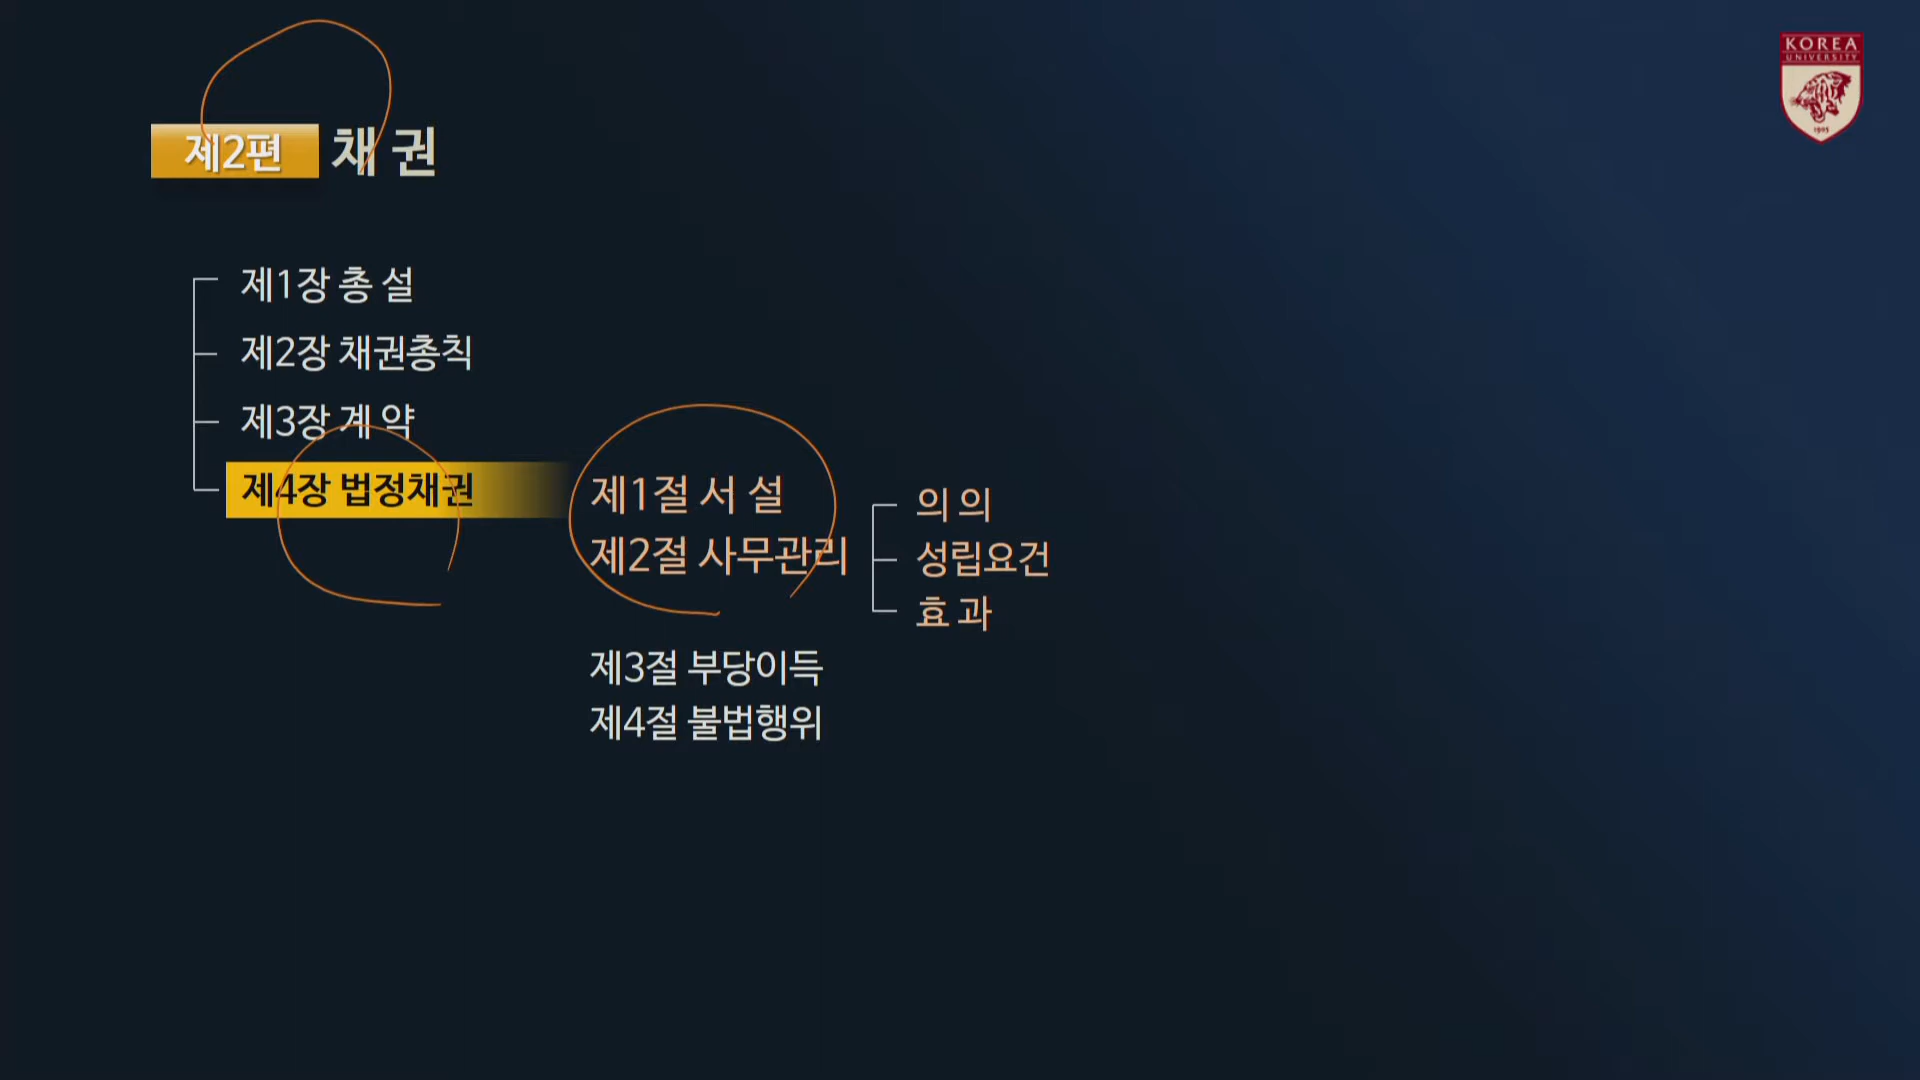 KOREA
UNIVERSITY
1905
제2편 채 권
제1장 총 설
제2장 채권총칙
제3장 계 약
제4장 법정채권
제1절 서 설
제2절 사무관리
의 의
성립요건
효 과
제3절 부당이득
제4절 불법행위